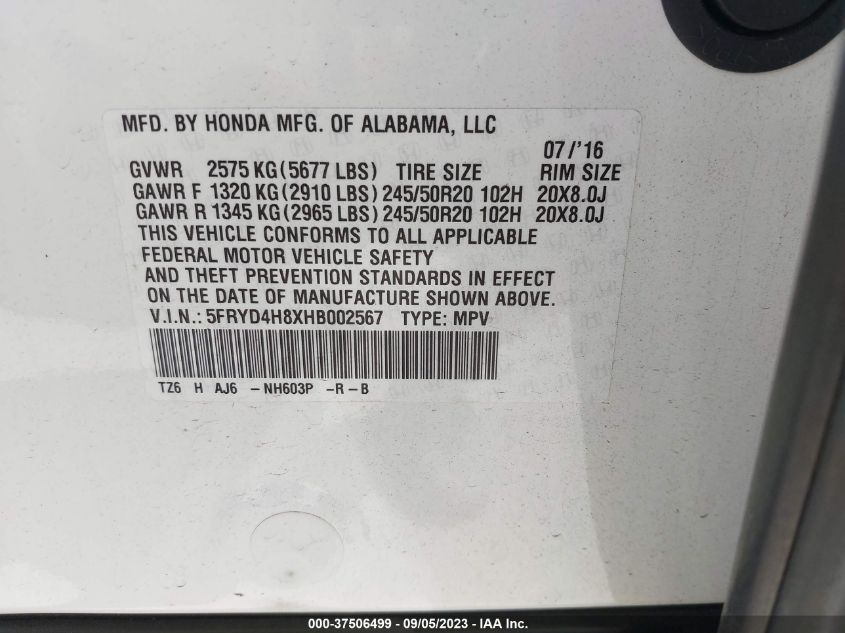 MFD. BY HONDA MFG. OF ALABAMA, LLC
07/'16
GVWR 2575 KG(5677 LBS) TIRE SIZE RIM SIZE
GAWR F 1320 KG(2910 LBS) 245/50R20 102H 20X8.0J
GAWR R 1345 KG(2965 LBS) 245/50R20 102H 20X8.0J
THIS VEHICLE CONFORMS TO ALL APPLICABLE
FEDERAL MOTOR VEHICLE SAFETY
AND THEFT PREVENTION STANDARDS IN EFFECT
ON THE DATE OF MANUFACTURE SHOWN ABOVE.
V.I.N.: 5FRYD4H8XHB002567 TYPE: MPV
TZ6 H AJ6 -NH603P -R-B
000-37506499 - 09/05/2023 - IAA Inc.